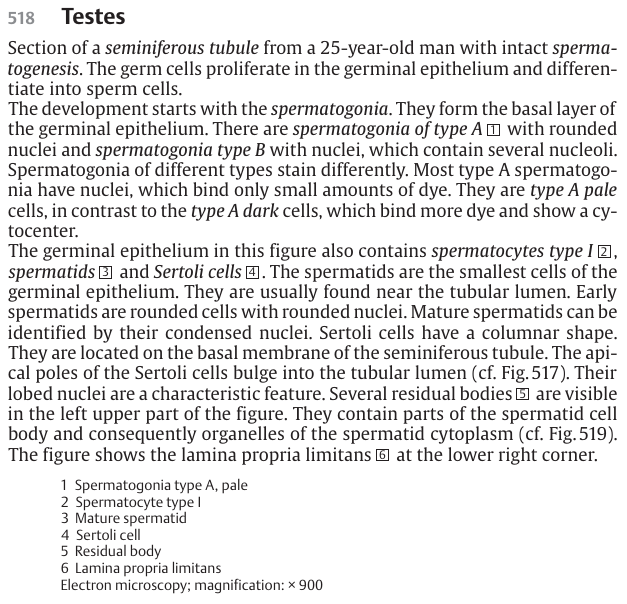 518 Testes
Section of a seminiferous tubule from a 25-year-old man with intact sperma-
togenesis. The germ cells proliferate in the germinal epithelium and differen-
tiate into sperm cells.
The development starts with the spermatogonia. They form the basal layer of
the germinal epithelium. There are spermatogonia of type A 1 with rounded
nuclei and spermatogonia type B with nuclei, which contain several nucleoli.
Spermatogonia of different types stain differently. Most type A spermatogo-
nia have nuclei, which bind only small amounts of dye. They are type A pale
cells, in contrast to the type A dark cells, which bind more dye and show a cy-
tocenter.
The germinal epithelium in this figure also contains spermatocytes type I 2,
spermatids 3 and Sertoli cells 4. The spermatids are the smallest cells of the
germinal epithelium. They are usually found near the tubular lumen. Early
spermatids are rounded cells with rounded nuclei. Mature spermatids can be
identified by their condensed nuclei. Sertoli cells have a columnar shape.
They are located on the basal membrane of the seminiferous tubule. The api-
cal poles of the Sertoli cells bulge into the tubular lumen (cf. Fig. 517). Their
lobed nuclei are a characteristic feature. Several residual bodies 5 are visible
in the left upper part of the figure. They contain parts of the spermatid cell
body and consequently organelles of the spermatid cytoplasm (cf. Fig. 519).
The figure shows the lamina propria limitans 6 at the lower right corner.
1 Spermatogonia type A, pale
2 Spermatocyte type I
3 Mature spermatid
4 Sertoli cell
5 Residual body
6 Lamina propria limitans
Electron microscopy; magnification: × 900